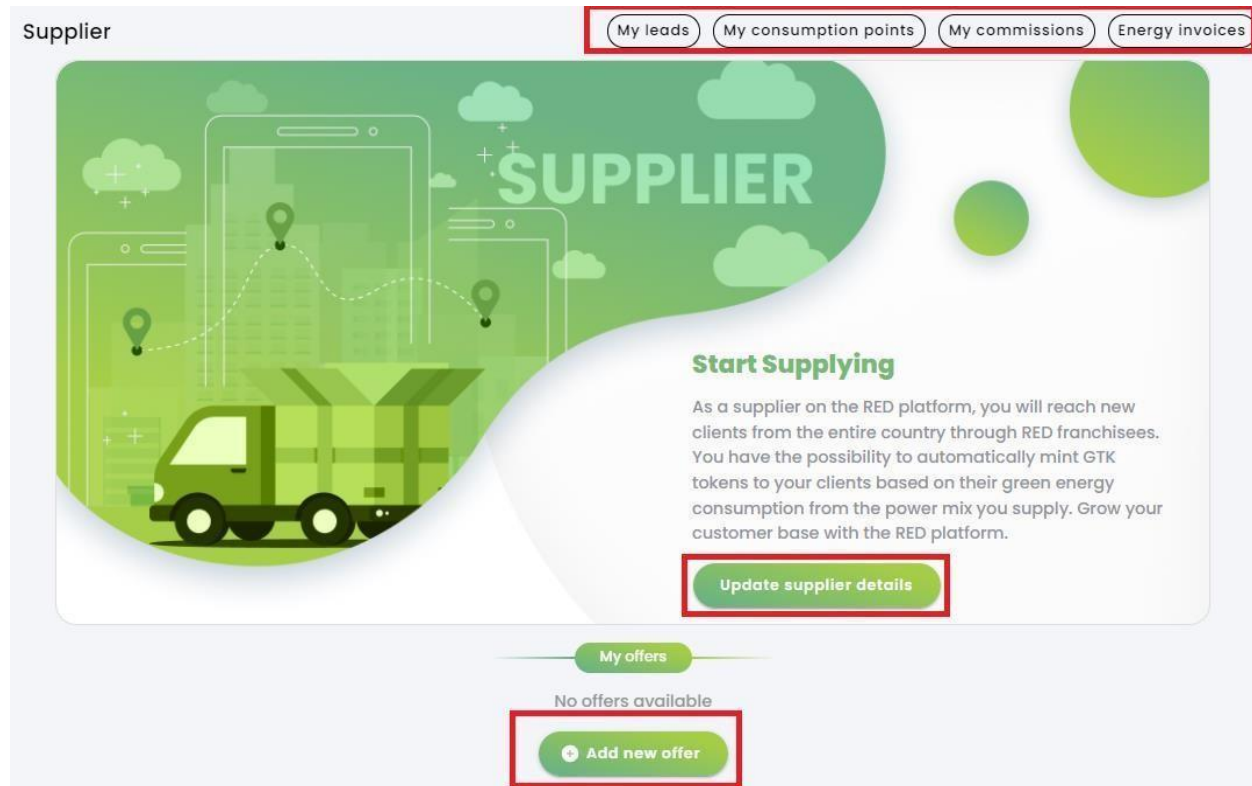 Supplier
My leads
My consumption points
My commissions
Energy invoices
SUPPLIER
Start Supplying
As a supplier on the RED platform, you will reach new
clients from the entire country through RED franchisees.
You have the possibility to automatically mint GTK
tokens to your clients based on their green energy
consumption from the power mix you supply. Grow your
customer base with the RED platform.
Update supplier details
My offers
No offers available
Add new offer